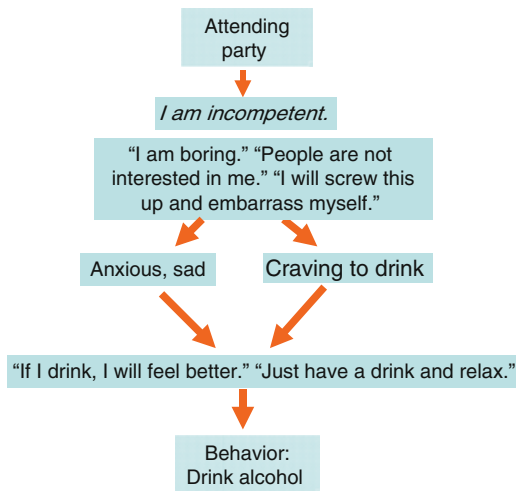 Attending
party
I am incompetent.
“I am boring.” “People are not
interested in me.” “I will screw this
up and embarrass myself.”
Anxious, sad
Craving to drink
“If I drink, I will feel better.” “Just have a drink and relax.”
Behavior:
Drink alcohol